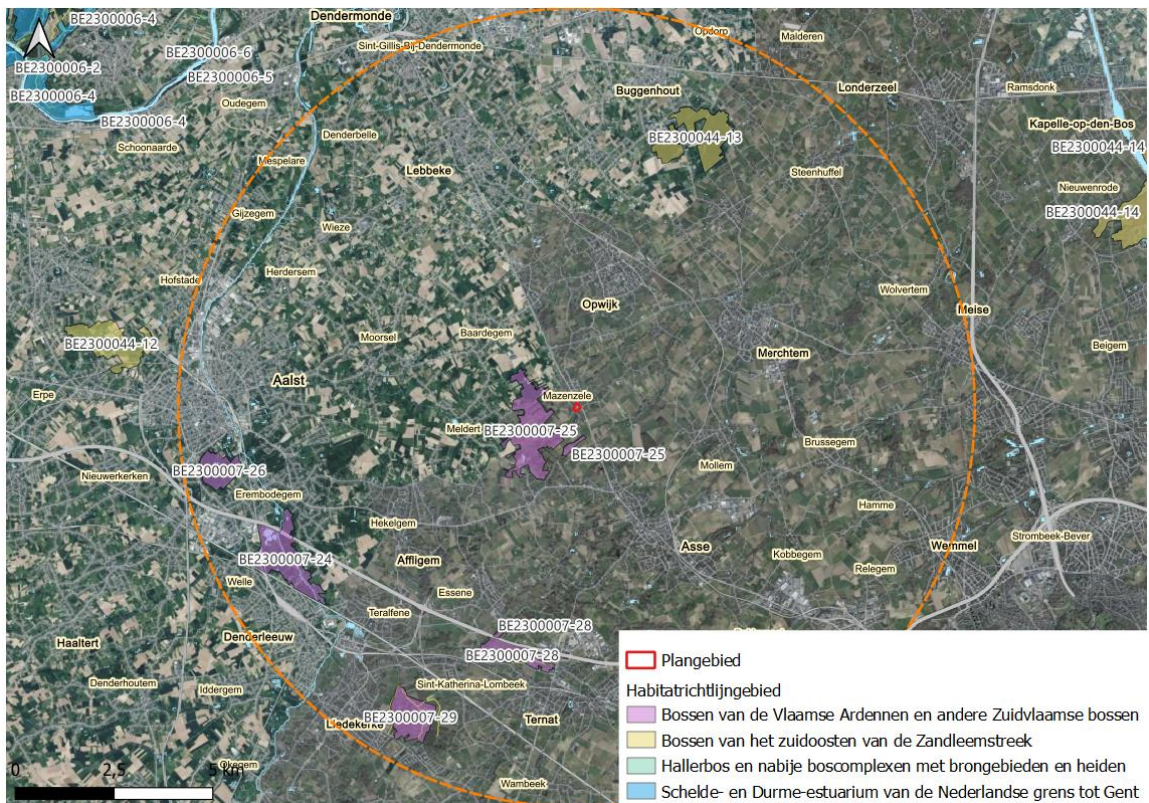 BE2300006-4
Dendermonde
Opdorp
Malderen
BE2300006-6
Sint-Gillis-Bij-Dendermonde
BE2300006-2
BE2300006-5
BE2300006-4
Oudegem
Buggenhout
Londerzeel
Ramsdonk
BE2300006-4
Denderbelle
BE2300044-13
Kapelle-op-den-Bos
Schoonaarde
BE2300044-14
Mespelare
Lebbeke
Steenhuffel
Nieuwenrode
Gijzegem
BE2300044-14
Wieze
Hofstade
Herdersem
Wolvertem
Opwijk
Meise
Moorsel
Baardegem
BE2300044-12
Merchtem
Beigem
Aalst
Erpe
Mazenzele
Meldert
BE2300007-25
Brussegem
BE2300007-25
BE2300007-26
Mollem
Nieuwerkerken
Erembodegem
Hamme
Hekelgem
Strombeek-Bever
Asse
Wemmel
BE2300007-24
Affligem
Kobbegem
Relegem
Welle
Essene
Teralfene
BE2300007-28
Denderleeuw
Haaltert
BE2300007-28
Denderhoutem
Iddergem
Sint-Katherina-Lombeek
BE2300007-29
Liedekerke
Ternat
Okegem
Wambeek
0
2,5
5 km
Plangebied
Habitatrichtlijngebied
Bossen van de Vlaamse Ardennen en andere Zuidvlaamse bossen
Bossen van het zuidoosten van de Zandleemstreek
Hallerbos en nabije boscomplexen met brongebieden en heiden
Schelde- en Durme-estuarium van de Nederlandse grens tot Gent